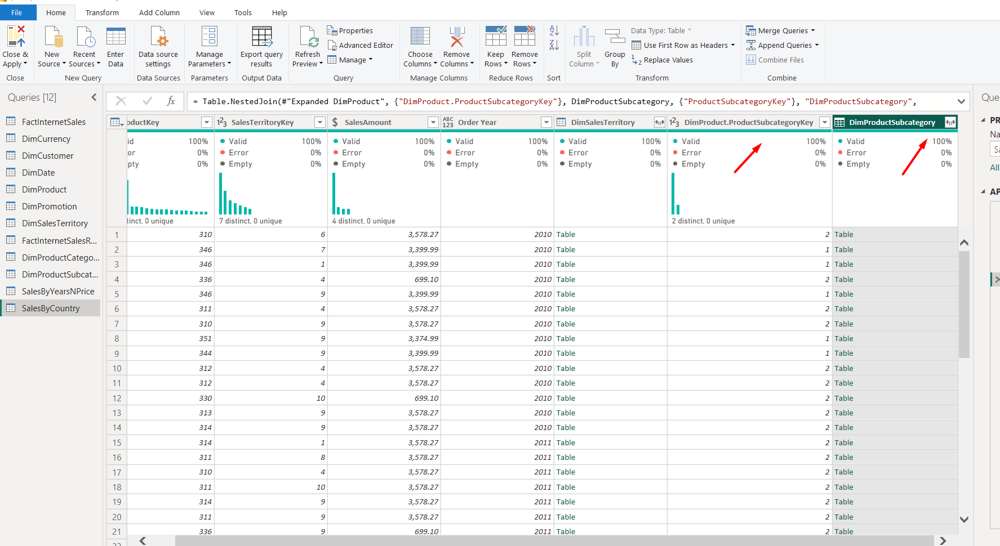 File Home Transform Add Column View Tools Help
Close & Apply
New Source
Recent Sources
Enter Data
Data source settings
Manage Parameters
Export query results
Refresh Preview
Properties
Advanced Editor
Manage
Choose Columns
Remove Columns
Keep Rows
Remove Rows
Split Column
Group By
Data Type: Table
Use First Row as Headers
Replace Values
Merge Queries
Append Queries
Combine Files
Close New Query Data Sources Parameters Output Data Query Manage Columns Reduce Rows Sort Transform Combine
Queries [12]
FactInternetSales
DimCurrency
DimCustomer
DimDate
DimProduct
DimPromotion
DimSalesTerritory
FactInternetSalesR...
DimProductCatego...
DimProductSubcat...
SalesByYearsNPrice
SalesByCountry
fx = Table.NestedJoin(#"Expanded DimProduct", {"DimProduct.ProductSubcategoryKey"}, DimProductSubcategory, {"ProductSubcategoryKey"}, "DimProductSubcategory",
oductKey 1²3 SalesTerritoryKey $ SalesAmount ABC 123 Order Year DimSalesTerritory 1²3 DimProduct.ProductSubcategoryKey DimProductSubcategory
id 100% Valid 100% Valid 100% Valid 100% Valid 100% Valid 100% Valid 100%
or 0% Error 0% Error 0% Error 0% Error 0% Error 0% Error 0%
pty 0% Empty 0% Empty 0% Empty 0% Empty 0% Empty 0% Empty 0%
tinct, 0 unique 7 distinct, 0 unique 4 distinct, 0 unique 2 distinct, 0 unique
1 310 6 3,578.27 2010 Table 2 Table
2 346 7 3,399.99 2010 Table 1 Table
3 346 1 3,399.99 2010 Table 1 Table
4 336 4 699.10 2010 Table 2 Table
5 346 9 3,399.99 2010 Table 1 Table
6 311 4 3,578.27 2010 Table 2 Table
7 310 9 3,578.27 2010 Table 2 Table
8 351 9 3,374.99 2010 Table 1 Table
9 344 9 3,399.99 2010 Table 1 Table
10 312 4 3,578.27 2010 Table 2 Table
11 312 4 3,578.27 2010 Table 2 Table
12 330 10 699.10 2010 Table 2 Table
13 313 9 3,578.27 2010 Table 2 Table
14 314 9 3,578.27 2010 Table 2 Table
15 314 1 3,578.27 2011 Table 2 Table
16 311 8 3,578.27 2011 Table 2 Table
17 310 4 3,578.27 2011 Table 2 Table
18 311 10 3,578.27 2011 Table 2 Table
19 314 9 3,578.27 2011 Table 2 Table
20 311 9 3,578.27 2011 Table 2 Table
21 336 9 699.10 2011 Table 2 Table
22
Que
PR
Na
Sa
All
AP